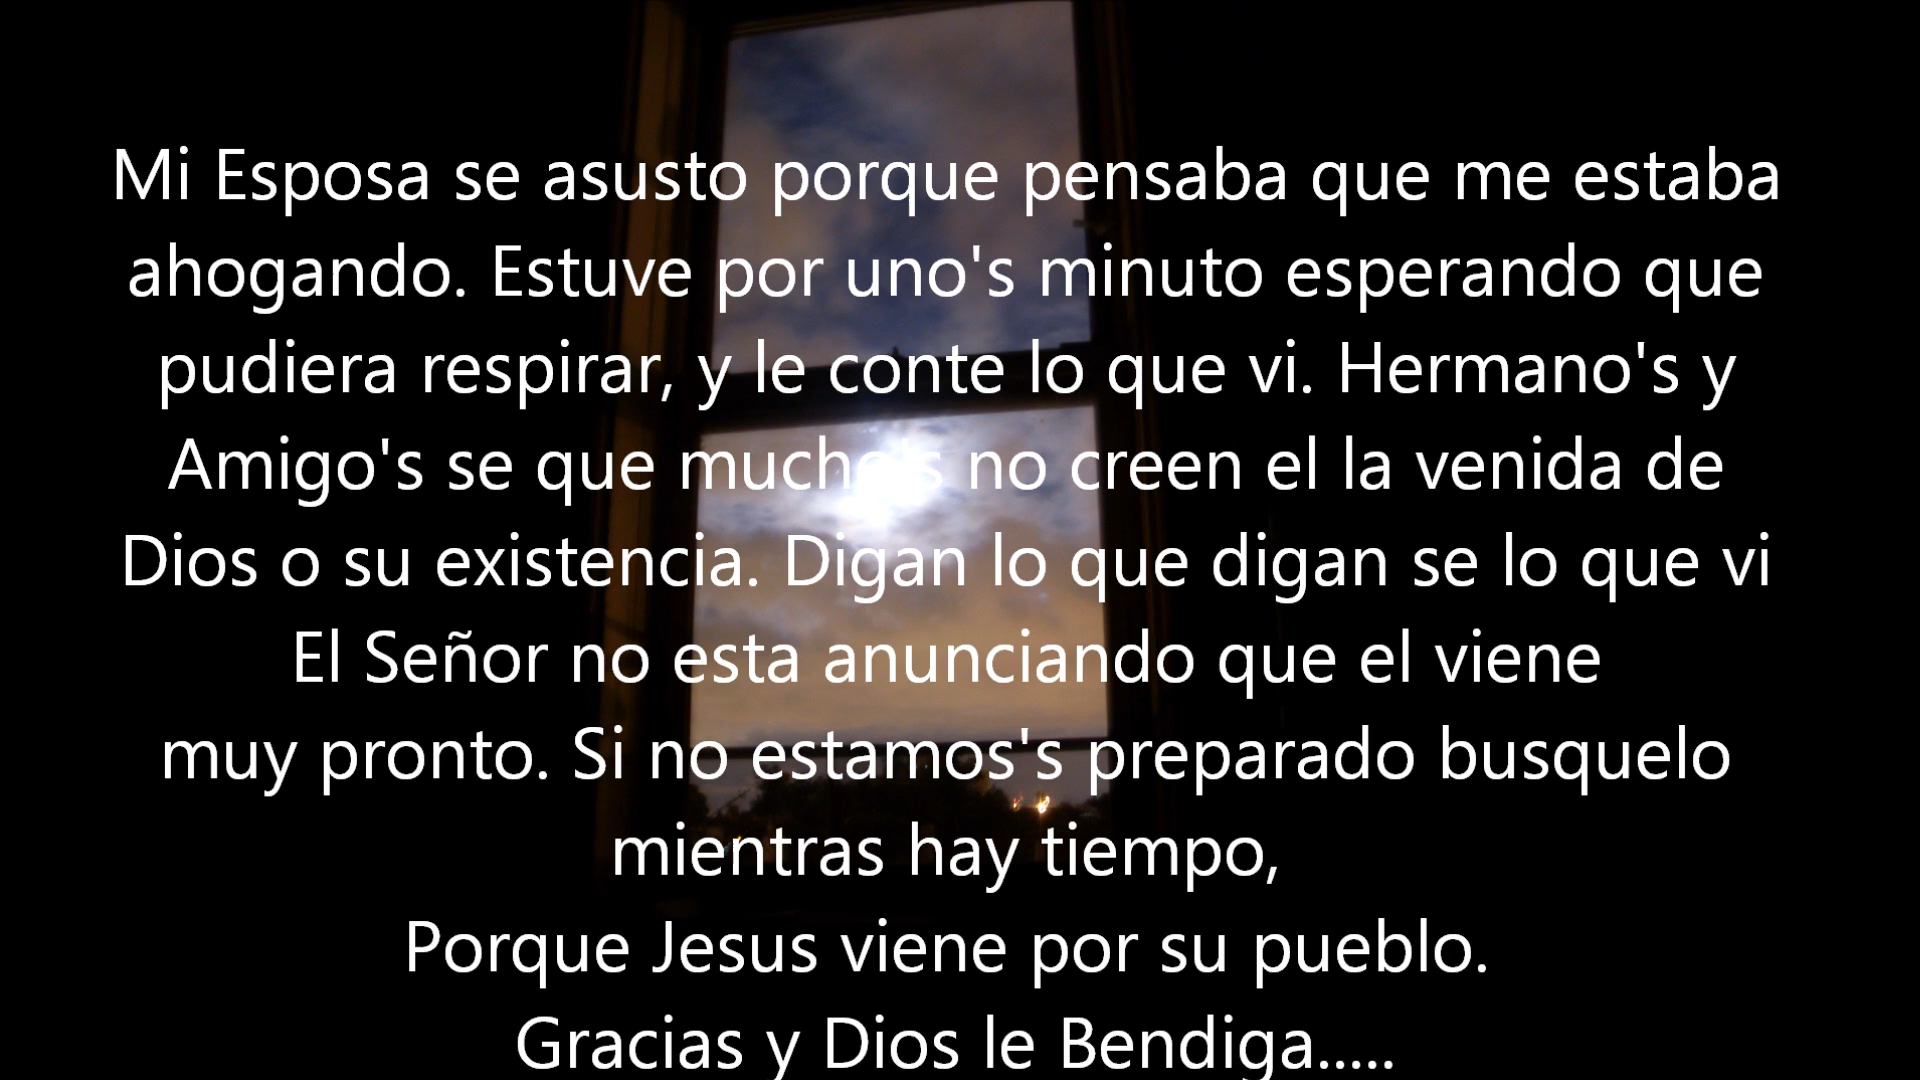 Mi Esposa se asusto porque pensaba que me estaba
ahogando. Estuve por uno's minuto esperando que
pudiera respirar, y le conte lo que vi. Hermano's y
Amigo's se que mucho's no creen el la venida de
Dios o su existencia. Digan lo que digan se lo que vi
El Señor no esta anunciando que el viene
muy pronto. Si no estamos's preparado busquelo
mientras hay tiempo,
Porque Jesus viene por su pueblo.
Gracias y Dios le Bendiga.....